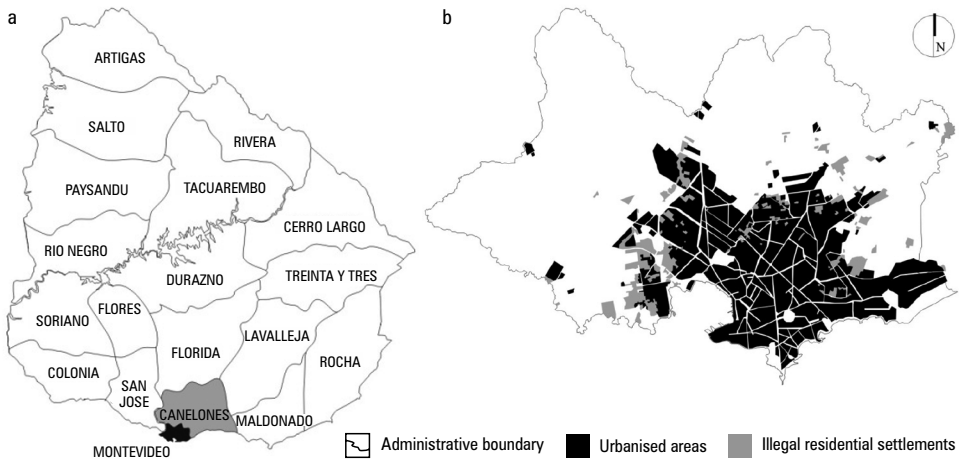 a
ARTIGAS
SALTO
RIVERA
PAYSANDU
TACUAREMBO
CERRO LARGO
RIO NEGRO
DURAZNO
TREINTA Y TRES
SORIANO
FLORES
LAVALLEJA
FLORIDA
ROCHA
COLONIA
SAN
JOSE
CANELONES
MALDONADO
MONTEVIDEO
b
N
Administrative boundary
Urbanised areas
Illegal residential settlements